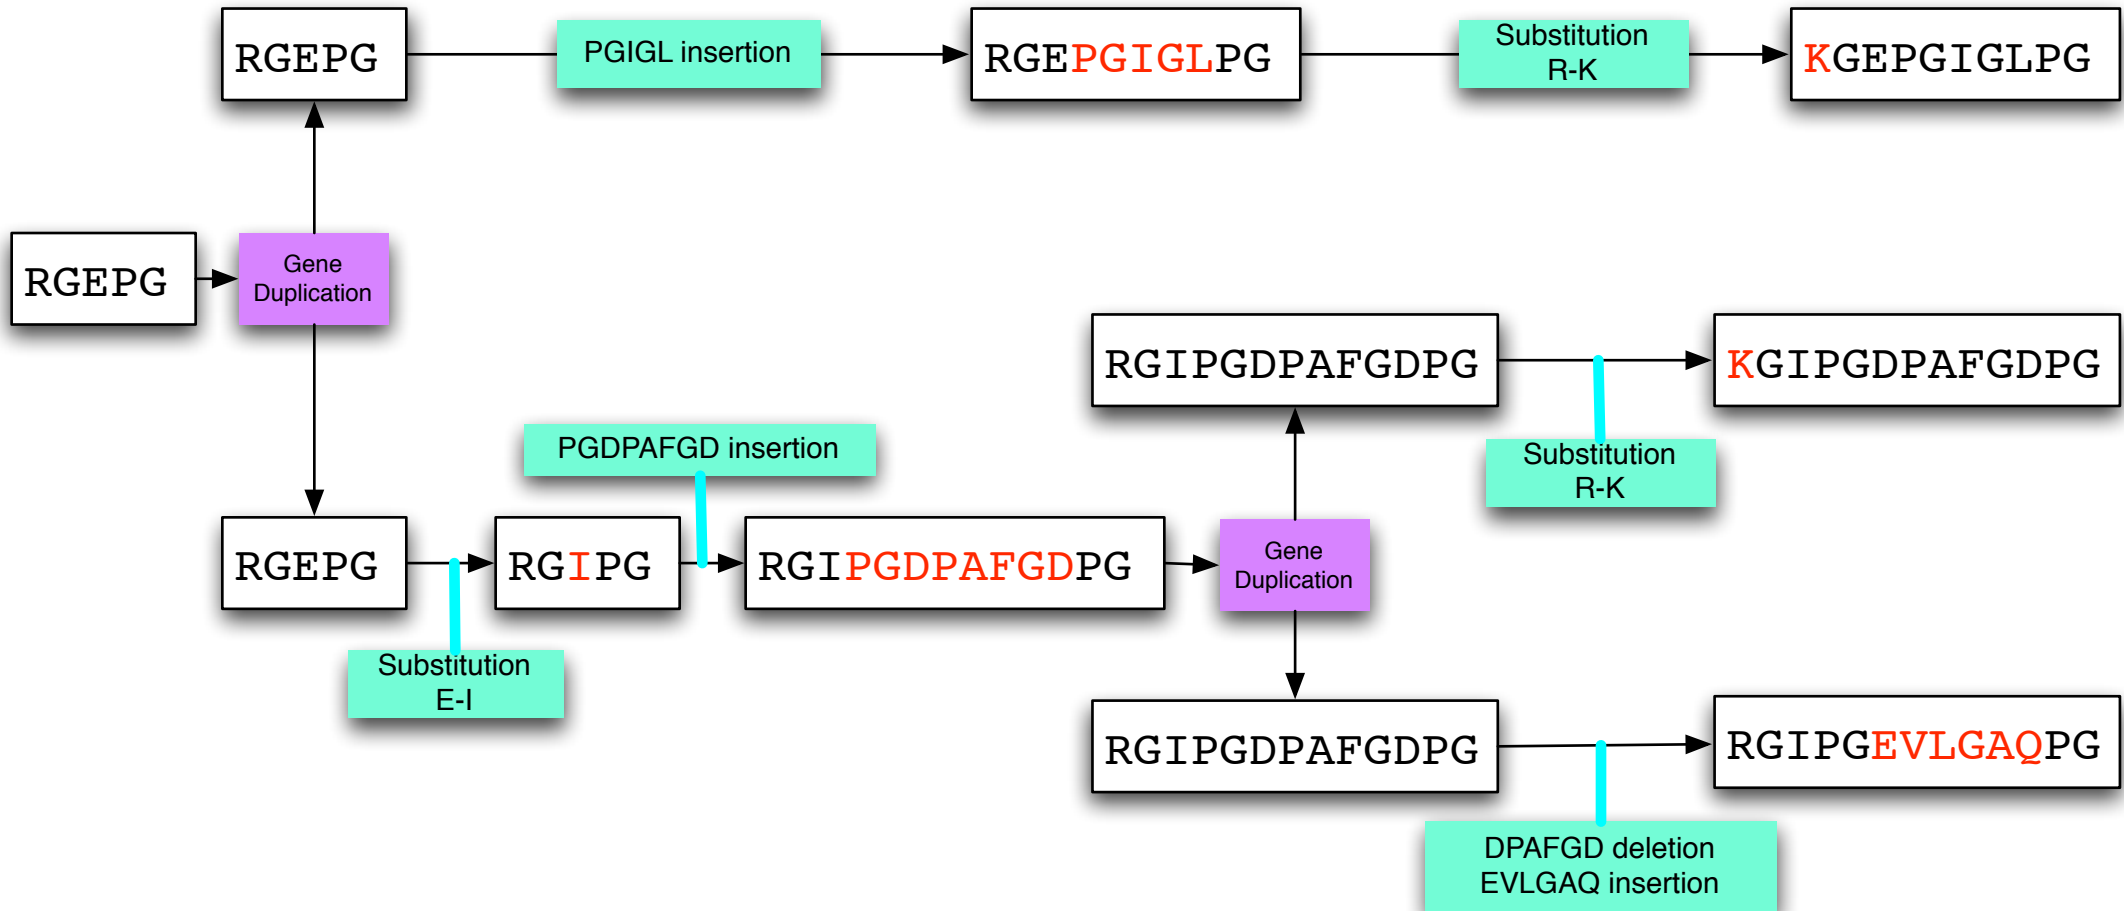 RGEPG
PGIGL insertion
RGEPGIGLPG
Substitution
R-K
KGEPGIGLPG
RGEPG
Gene
Duplication
RGIPGDPAFGDPG
KGIPGDPAFGDPG
PGDPAFGD insertion
Substitution
R-K
RGEPG
RGIPG
RGIPGDPAFGDPG
Gene
Duplication
Substitution
E-I
RGIPGDPAFGDPG
RGIPGEVLGAQPG
DPAFGD deletion
EVLGAQ insertion